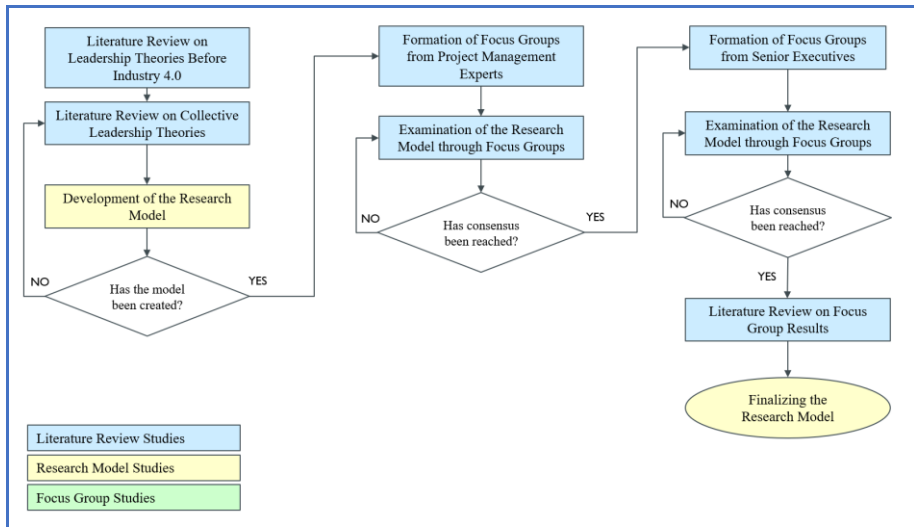 Literature Review on
Leadership Theories Before
Industry 4.0
Literature Review on Collective
Leadership Theories
Development of the Research
Model
NO
YES
Has the model
been created?
Formation of Focus Groups
from Project Management
Experts
Examination of the Research
Model through Focus Groups
NO
YES
Has consensus
been reached?
Formation of Focus Groups
from Senior Executives
Examination of the Research
Model through Focus Groups
NO
Has consensus
been reached?
YES
Literature Review on Focus
Group Results
Finalizing the
Research Model
Literature Review Studies
Research Model Studies
Focus Group Studies